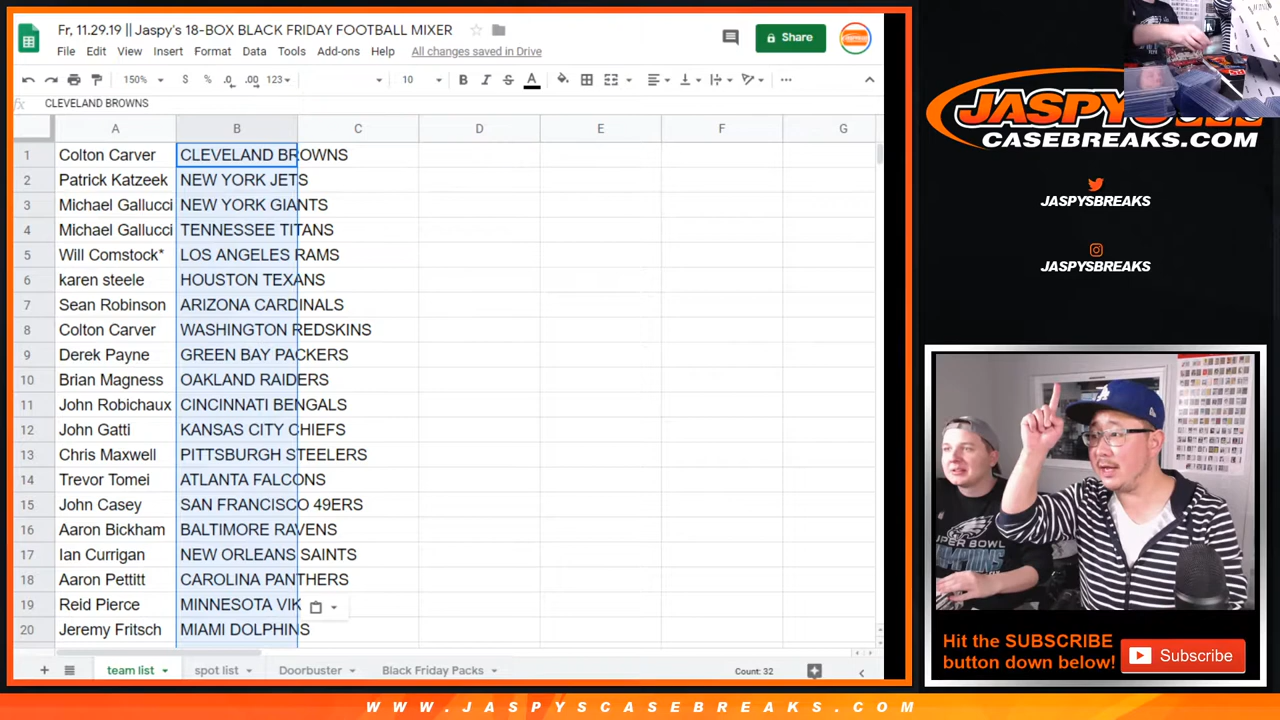 Fr, 11.29.19 || Jaspy's 18-BOX BLACK FRIDAY FOOTBALL MIXER
File Edit View Insert Format Data Tools Add-ons Help All changes saved in Drive
Share
150% $ % .0 .00 123 10 B I S A
fx CLEVELAND BROWNS
A B C D E F G
1 Colton Carver CLEVELAND BROWNS
2 Patrick Katzeek NEW YORK JETS
3 Michael Gallucci NEW YORK GIANTS
4 Michael Gallucci TENNESSEE TITANS
5 Will Comstock* LOS ANGELES RAMS
6 karen steele HOUSTON TEXANS
7 Sean Robinson ARIZONA CARDINALS
8 Colton Carver WASHINGTON REDSKINS
9 Derek Payne GREEN BAY PACKERS
10 Brian Magness OAKLAND RAIDERS
11 John Robichaux CINCINNATI BENGALS
12 John Gatti KANSAS CITY CHIEFS
13 Chris Maxwell PITTSBURGH STEELERS
14 Trevor Tomei ATLANTA FALCONS
15 John Casey SAN FRANCISCO 49ERS
16 Aaron Bickham BALTIMORE RAVENS
17 Ian Currigan NEW ORLEANS SAINTS
18 Aaron Pettitt CAROLINA PANTHERS
19 Reid Pierce MINNESOTA VIK
20 Jeremy Fritsch MIAMI DOLPHINS
team list spot list Doorbuster Black Friday Packs Count: 32
CASEBREAKS.COM
JASPYSBREAKS
JASPYSBREAKS
Hit the SUBSCRIBE
button down below!
Subscribe
WWW.JASPYSCASEBREAKS.COM